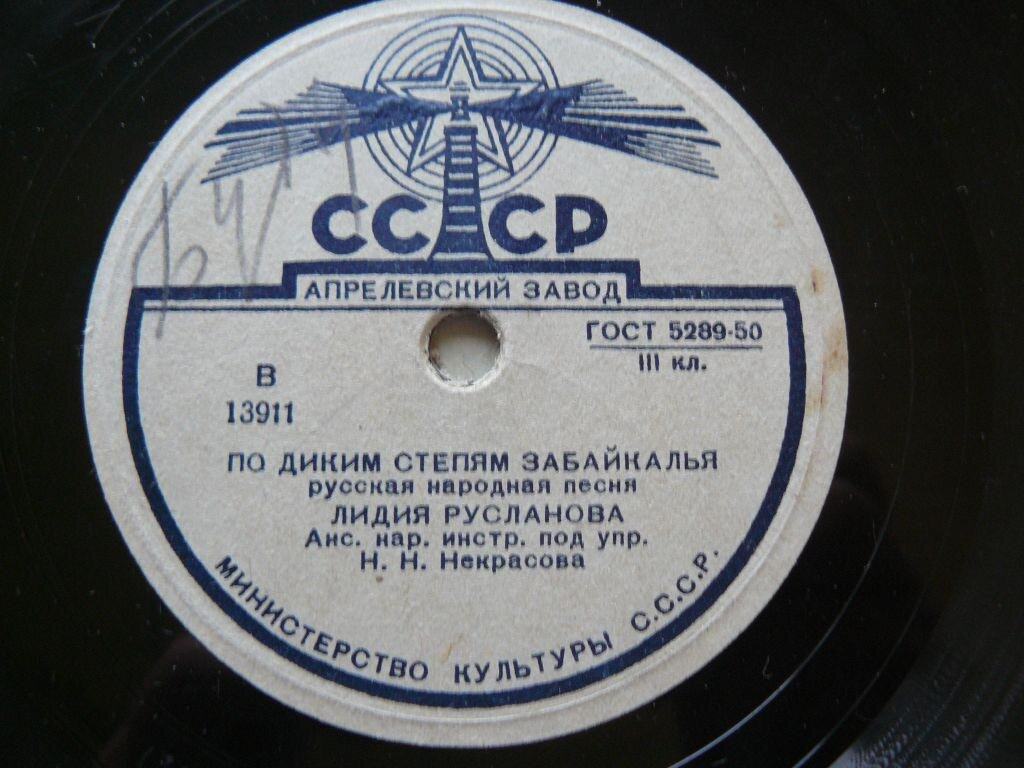 СССР
АПРЕЛЕВСКИЙ ЗАВОД
ГОСТ 5289-50
III кл.
В
13911
ПО ДИКИМ СТЕПЯМ ЗАБАЙКАЛЬЯ
русская народная песня
ЛИДИЯ РУСЛАНОВА
Анс. нар. инстр. под упр.
Н. Н. Некрасова
МИНИСТЕРСТВО КУЛЬТУРЫ С.С.С.Р.